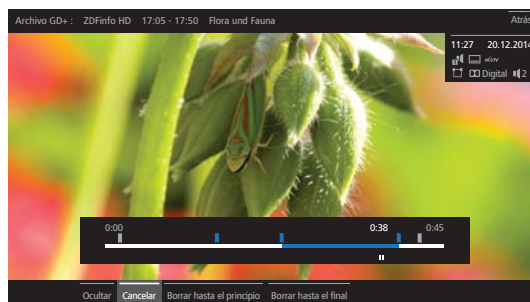 Archivo GD+ : ZDFinfo HD 17:05 - 17:50 Flora und Fauna Atrás
11:27 20.12.2014
Digital 2
0:00 0:38 0:45
Ocultar Cancelar Borrar hasta el principio Borrar hasta el final